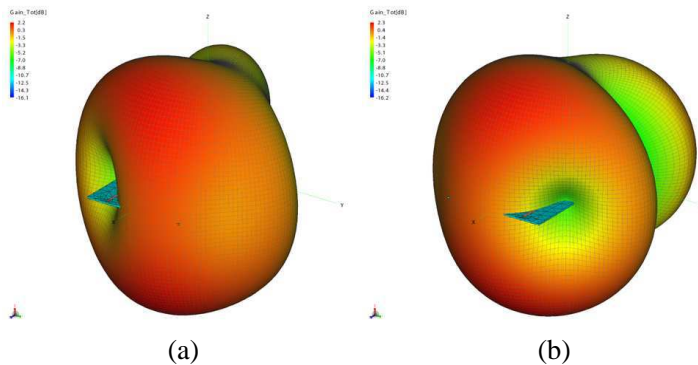 Gain_Tot[dB]
2.2
0.3
-1.5
-3.3
-5.2
-7.0
-8.8
-10.7
-12.5
-14.3
-16.1
Z
Y
Gain_Tot[dB]
2.3
0.4
-1.4
-3.3
-5.1
-7.0
-8.8
-10.7
-12.5
-14.4
-16.2
Z
X
(a)
(b)